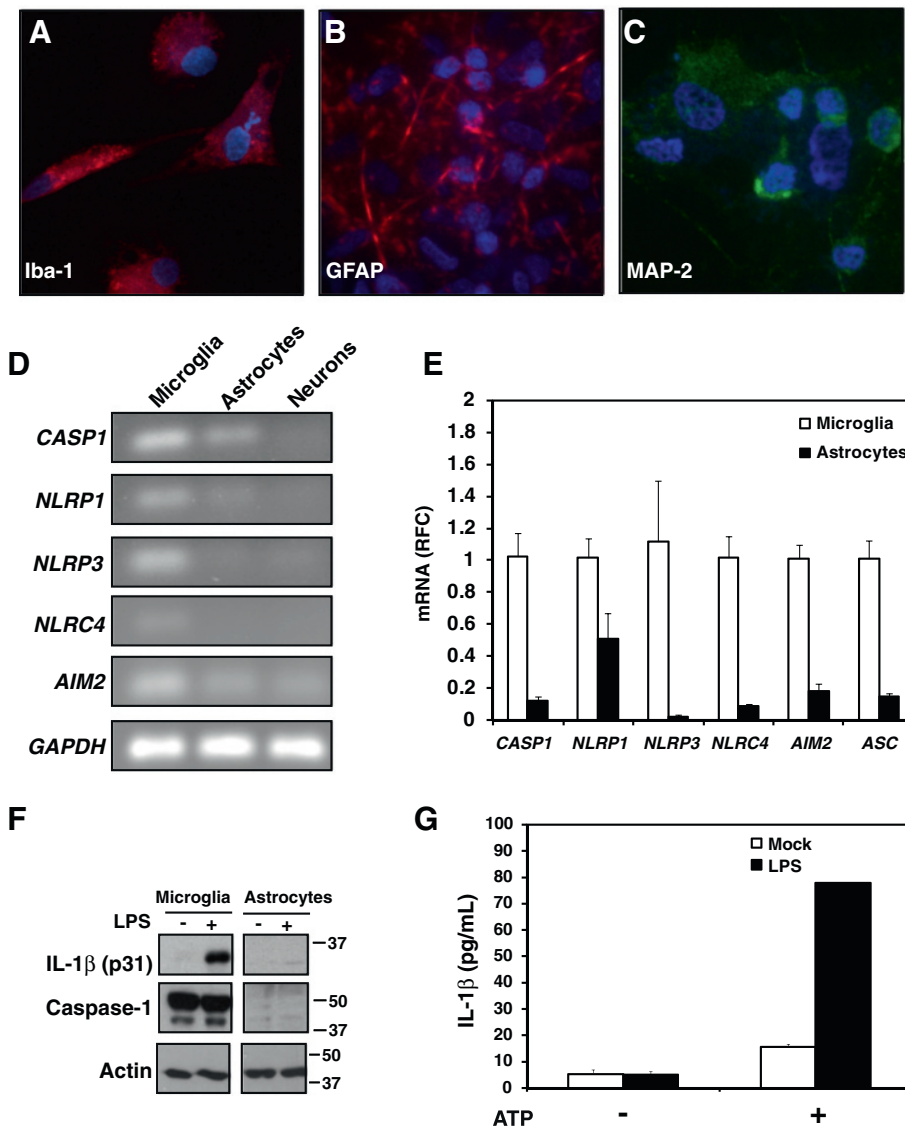 A
B
C
Iba-1
GFAP
MAP-2
D
Microglia
Astrocytes
Neurons
CASP1
NLRP1
NLRP3
NLRC4
AIM2
GAPDH
E
2
1.8
1.6
1.4
1.2
1
0.8
0.6
0.4
0.2
0
mRNA (RFC)
Microglia
Astrocytes
CASP1 NLRP1 NLRP3 NLRC4 AIM2 ASC
F
Microglia Astrocytes
LPS - + - +
IL-1β (p31)
37
Caspase-1
50
37
Actin
50
37
G
100
90
80
70
60
50
40
30
20
10
0
IL-1β (pg/mL)
Mock
LPS
ATP - +